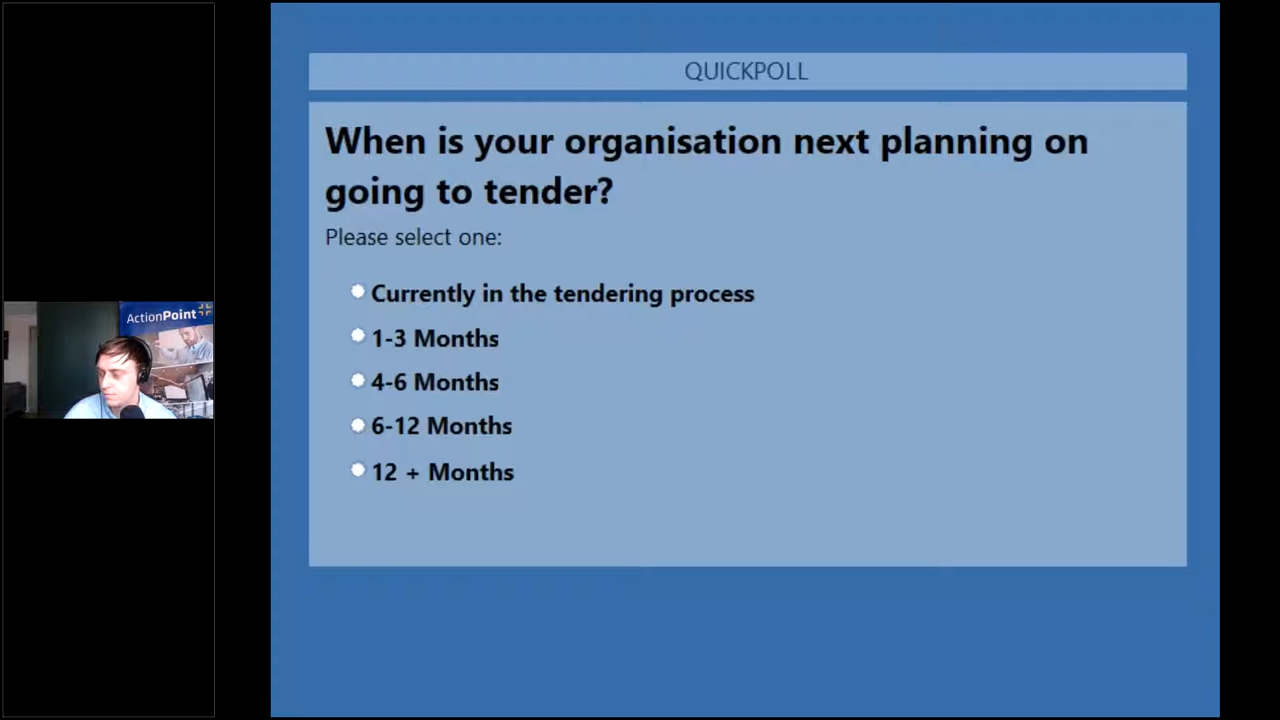 QUICKPOLL
When is your organisation next planning on
going to tender?
Please select one:
Currently in the tendering process
1-3 Months
4-6 Months
6-12 Months
12 + Months
ActionPoint